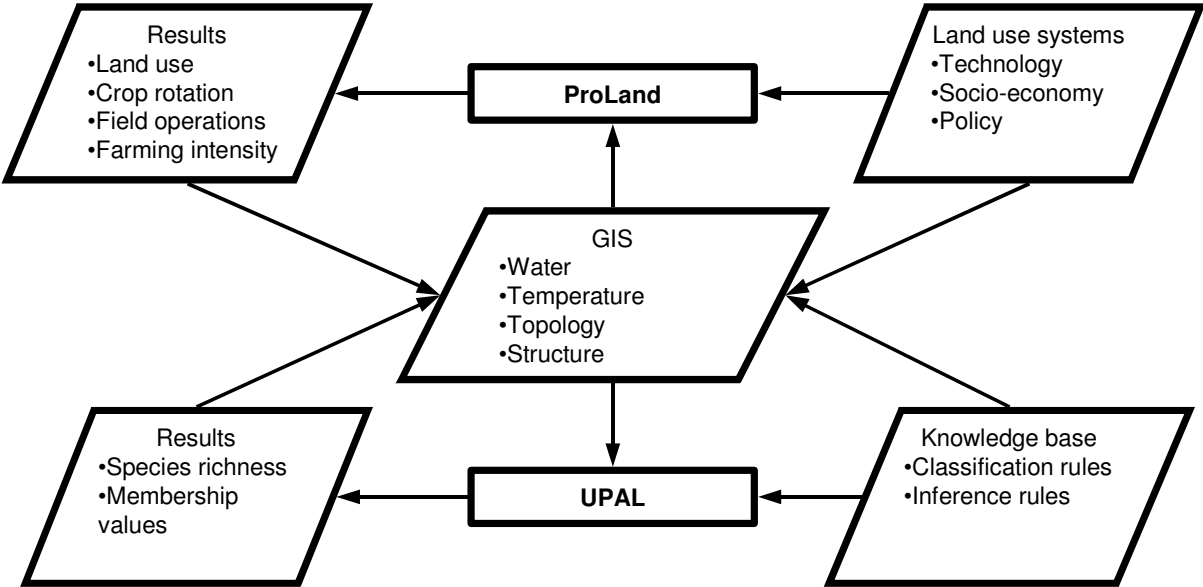 Results
•Land use
•Crop rotation
•Field operations
•Farming intensity
ProLand
Land use systems
•Technology
•Socio-economy
•Policy
GIS
•Water
•Temperature
•Topology
•Structure
Results
•Species richness
•Membership
values
UPAL
Knowledge base
•Classification rules
•Inference rules